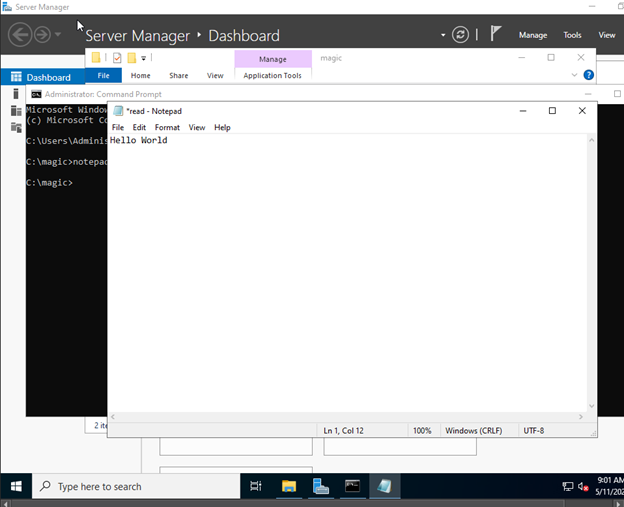 Server Manager
Server Manager ‣ Dashboard
Manage Tools View
Manage magic
File Home Share View Application Tools
Dashboard
Administrator: Command Prompt
Microsoft Window
(c) Microsoft Co
C:\Users\Adminis
C:\magic>notepad
C:\magic>
*read - Notepad
File Edit Format View Help
Hello World
Ln 1, Col 12 100% Windows (CRLF) UTF-8
2 ite
Type here to search
9:01 AM
5/11/202